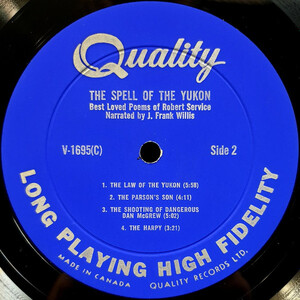 Quality
THE SPELL OF THE YUKON
Best Loved Poems of Robert Service
Narrated by J. Frank Willis
V-1695(C)
Side 2
1. THE LAW OF THE YUKON (5:58)
2. THE PARSON'S SON (4:11)
3. THE SHOOTING OF DANGEROUS
DAN McGREW (5:02)
4. THE HARPY (3:21)
LONG PLAYING HIGH FIDELITY
MADE IN CANADA
QUALITY RECORDS LTD.